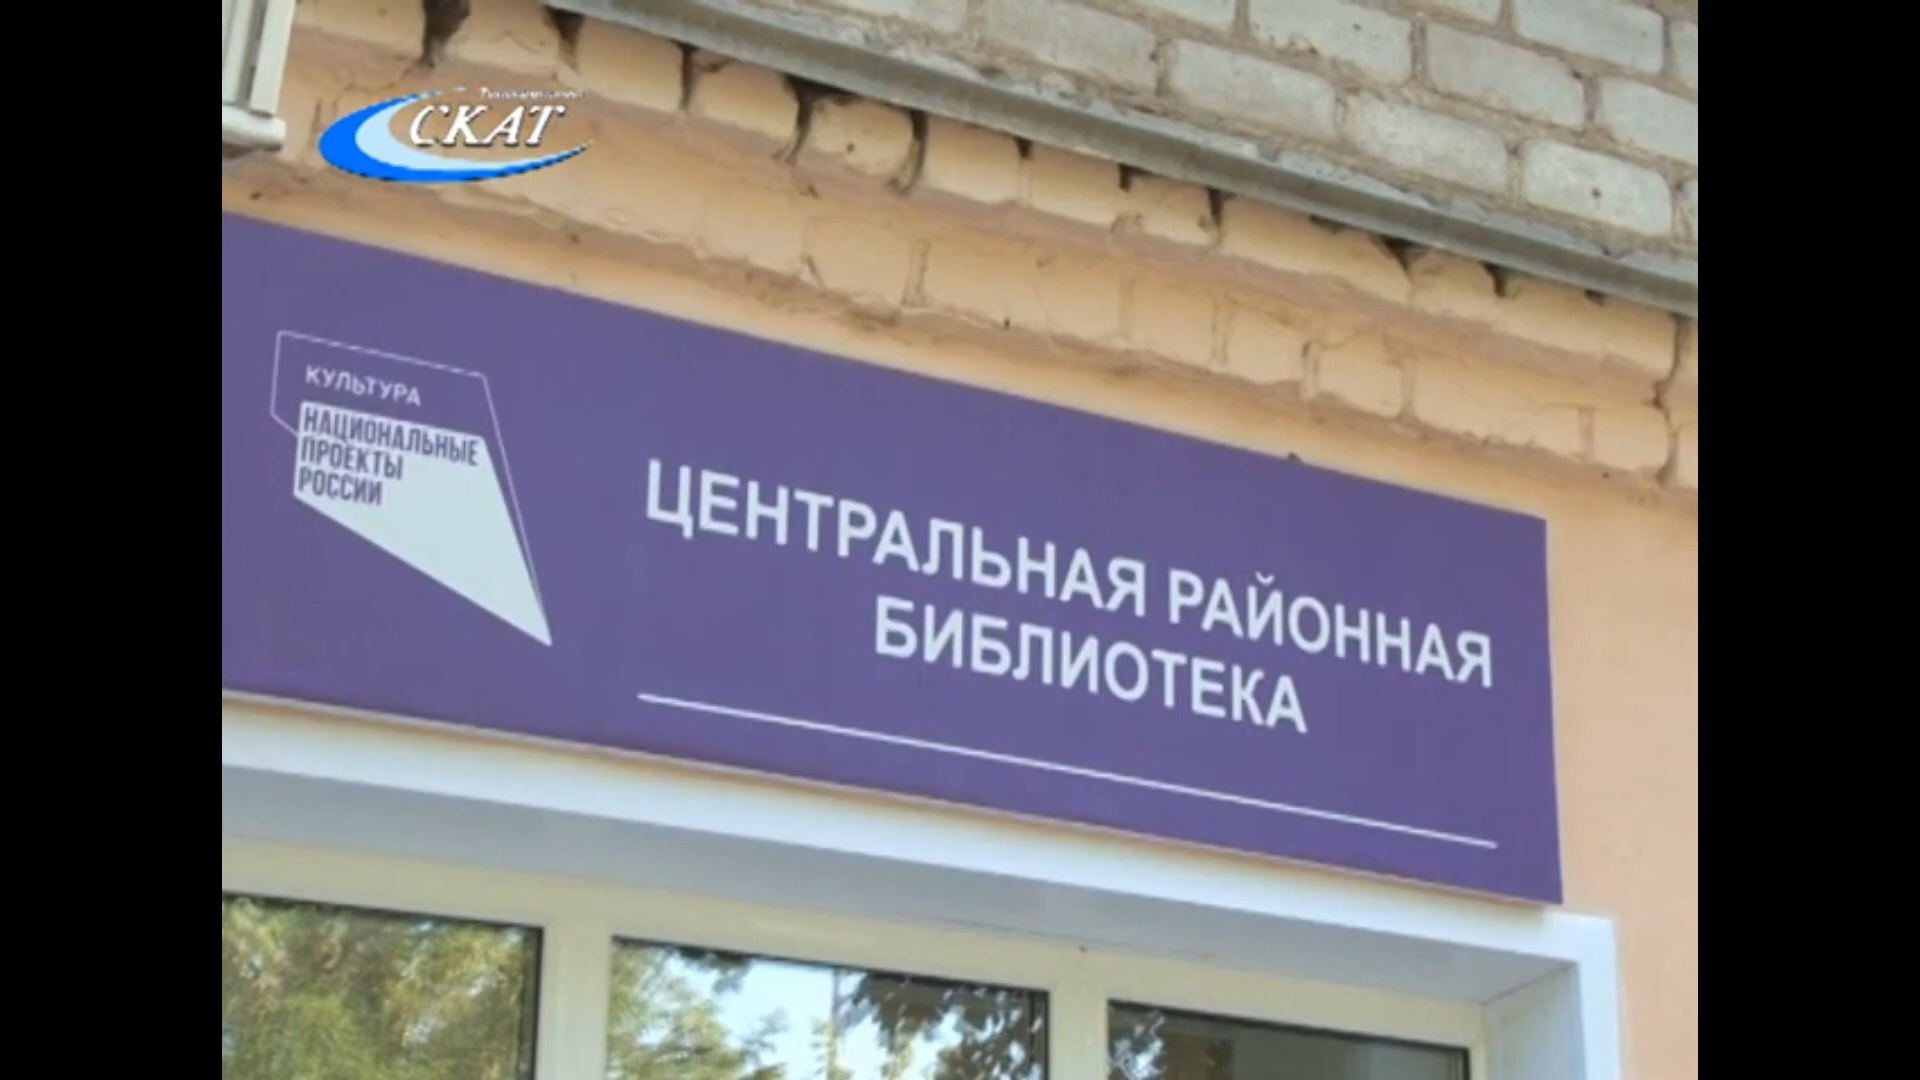 СКАТ
КУЛЬТУРА
НАЦИОНАЛЬНЫЕ
ПРОЕКТЫ
РОССИИ
ЦЕНТРАЛЬНАЯ РАЙОННАЯ
БИБЛИОТЕКА